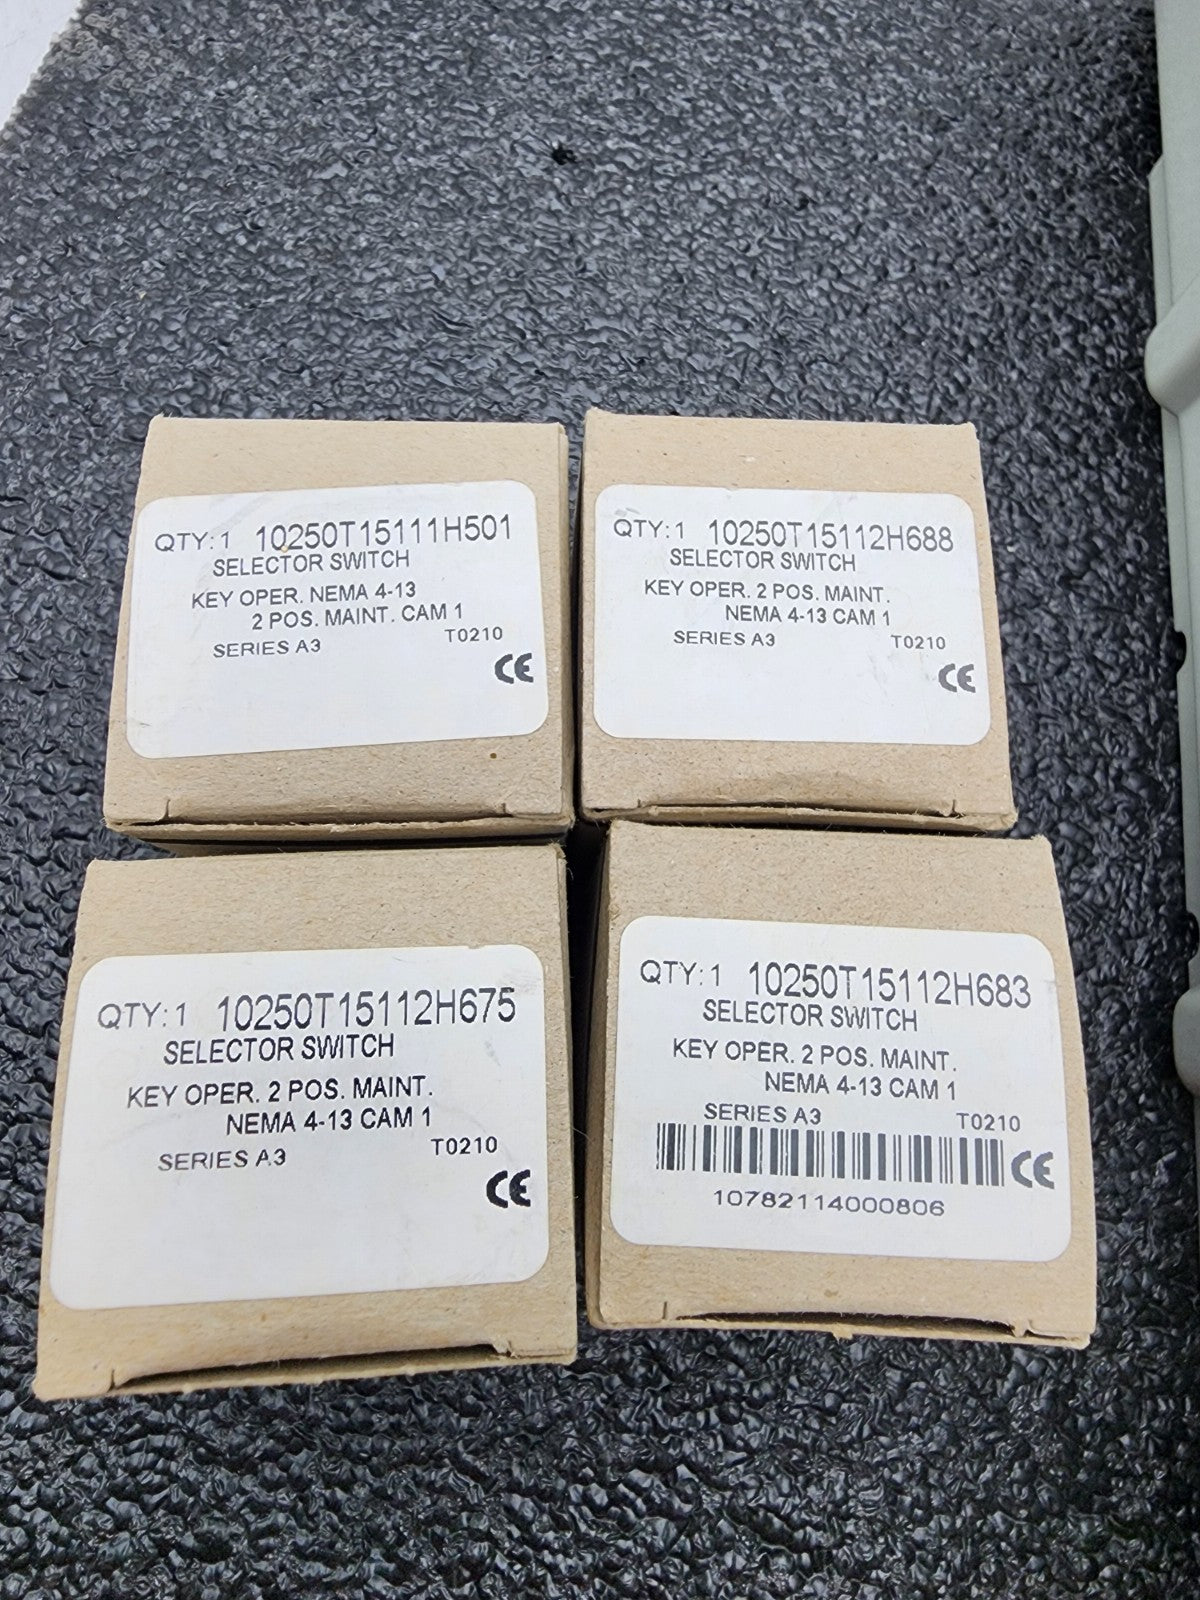 QTY: 1 10250T15111H501
SELECTOR SWITCH
KEY OPER. NEMA 4-13
2 POS. MAINT. CAM 1
SERIES A3 T0210
CE
QTY: 1 10250T15112H688
SELECTOR SWITCH
KEY OPER. 2 POS. MAINT.
NEMA 4-13 CAM 1
SERIES A3 T0210
CE
QTY: 1 10250T15112H675
SELECTOR SWITCH
KEY OPER. 2 POS. MAINT.
NEMA 4-13 CAM 1
SERIES A3 T0210
CE
QTY: 1 10250T15112H683
SELECTOR SWITCH
KEY OPER. 2 POS. MAINT.
NEMA 4-13 CAM 1
SERIES A3 T0210
CE
10782114000806